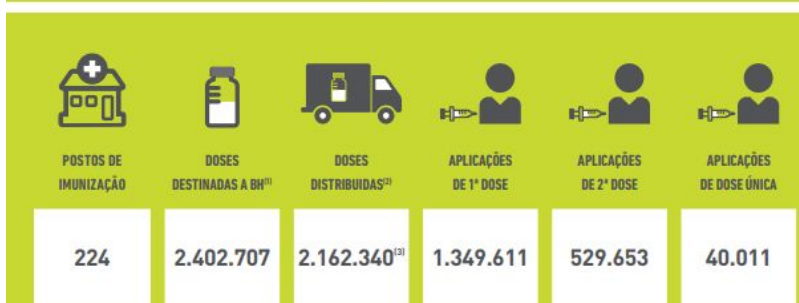 POSTOS DE
IMUNIZAÇÃO
224
DOSES
DESTINADAS A BH(1)
2.402.707
DOSES
DISTRIBUIDAS(2)
2.162.340(3)
APLICAÇÕES
DE 1ª DOSE
1.349.611
APLICAÇÕES
DE 2ª DOSE
529.653
APLICAÇÕES
DE DOSE ÚNICA
40.011